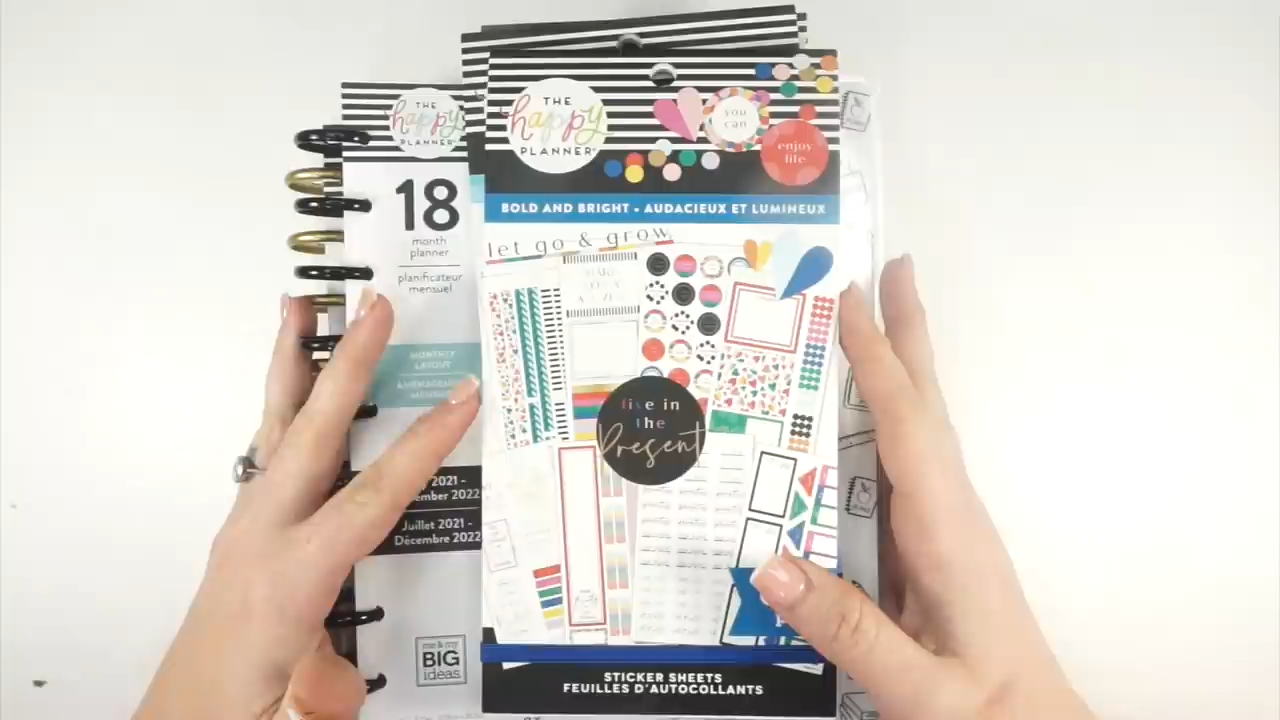 THE
happy
PLANNER®
18
month
planner
planificateur
mensuel
MONTHLY
LAYOUT
2021 -
2022
Juillet 2021 -
Décembre 2022
me & my
BIG
ideas
THE
happy
PLANNER®
you
can
enjoy
life
BOLD AND BRIGHT • AUDACIEUX ET LUMINEUX
let go & grow
live in
the
Present
STICKER SHEETS
FEUILLES D'AUTOCOLLANTS